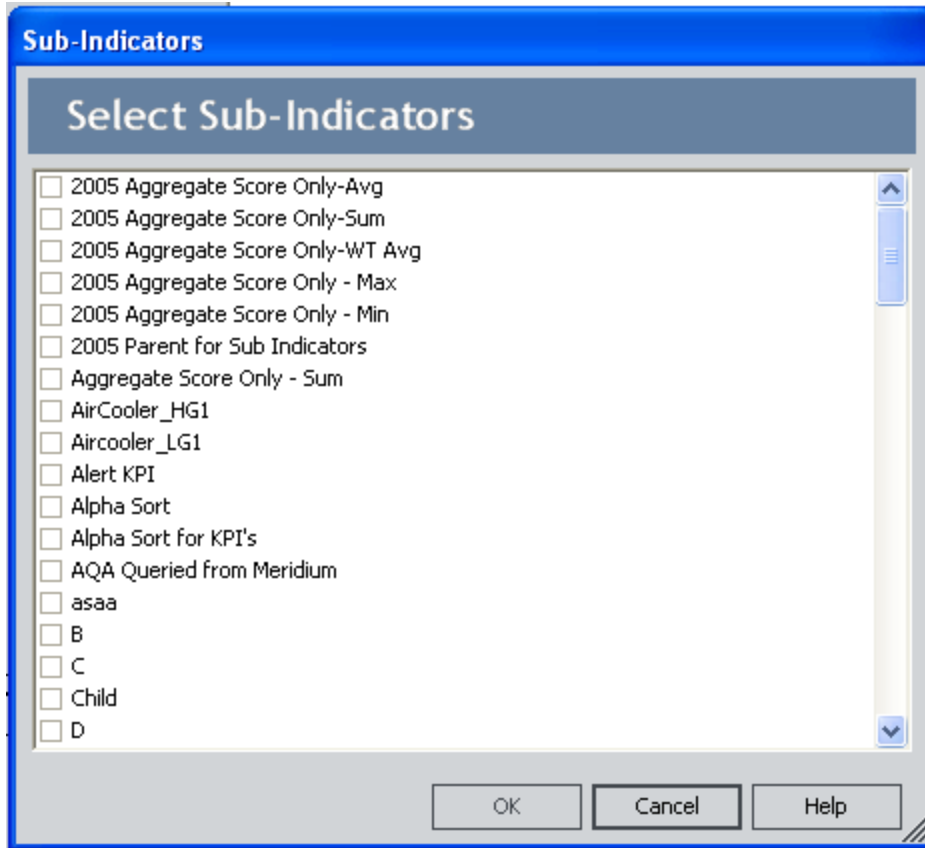 Sub-Indicators
Select Sub-Indicators
2005 Aggregate Score Only-Avg
2005 Aggregate Score Only-Sum
2005 Aggregate Score Only-WT Avg
2005 Aggregate Score Only - Max
2005 Aggregate Score Only - Min
2005 Parent for Sub Indicators
Aggregate Score Only - Sum
AirCooler_HG1
Aircooler_LG1
Alert KPI
Alpha Sort
Alpha Sort for KPI's
AQA Queried from Meridium
asaa
B
C
Child
D
OK Cancel Help